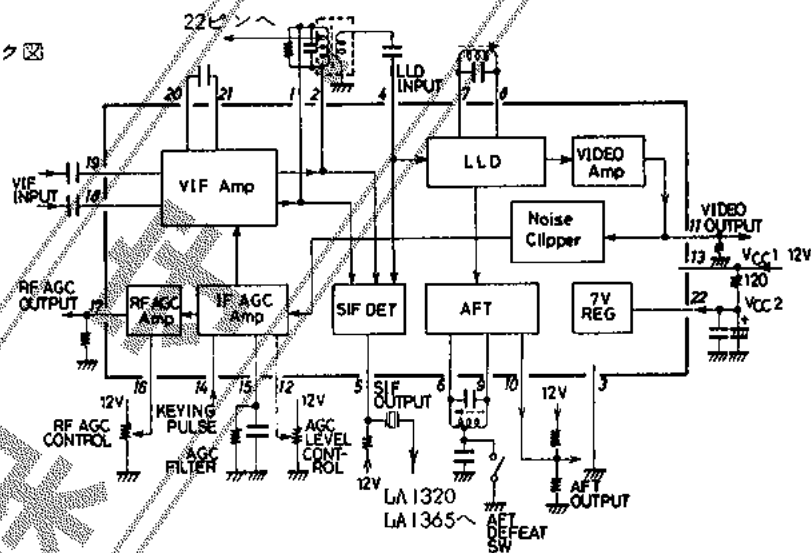 22ピンへ
ク図
20 21 1 2 4 LLD INPUT 7 8
19
VIF INPUT
18
VIF Amp
LLD
VIDEO Amp
Noise Clipper
11 VIDEO OUTPUT
13 VCC1 12V
120
22 VCC2
RF AGC OUTPUT
17
RF AGC Amp
IF AGC Amp
SIF DET
AFT
7V REG
16 14 15 12 5 6 9 10 3
SIF OUTPUT
12V
RF AGC CONTROL
KEYING PULSE
AGC FILTER
12V
AGC LEVEL CONTROL
12V
LA1320
LA1365へ
AFT DEFEAT SW
12V
AFT OUTPUT